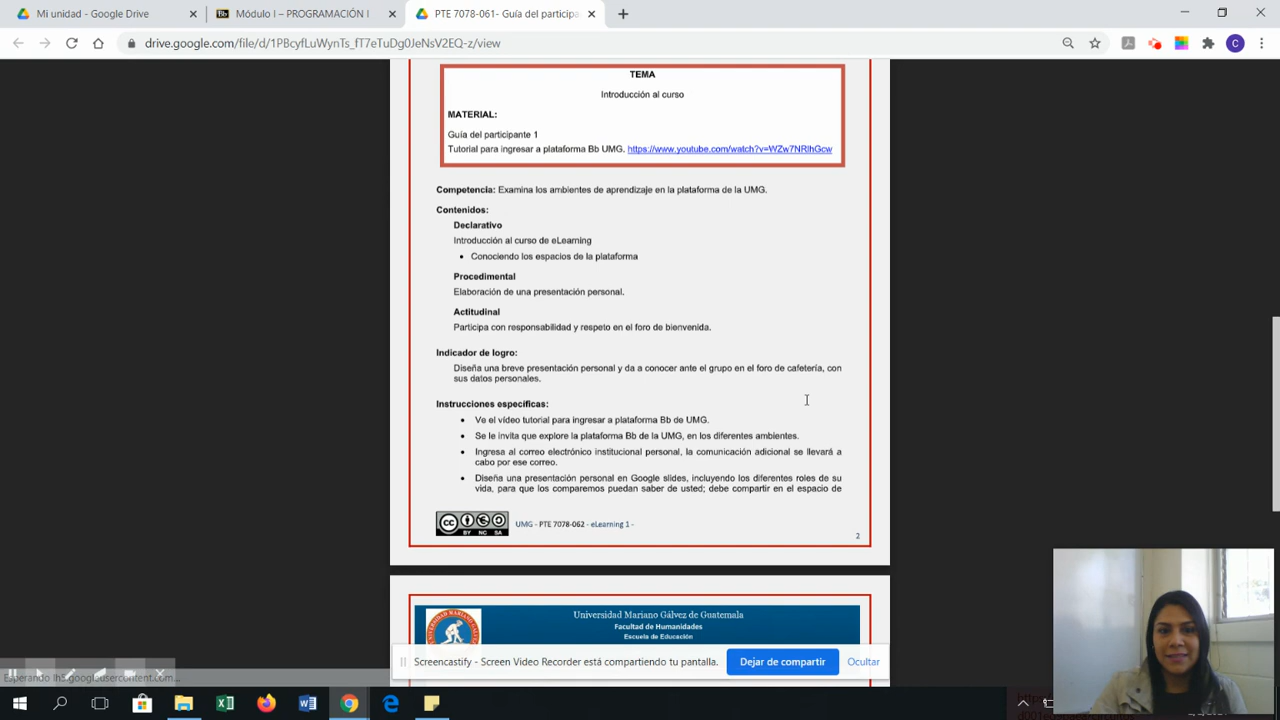 Mi unidad - Google Drive
Bb
Módulo I – PROGRAMACIÓN I
PTE 7078-061- Guía del participa
drive.google.com/file/d/1PBcyfLuWynTs_fT7eTuDg0JeNsV2EQ-z/view
C
TEMA
Introducción al curso
MATERIAL:
Guía del participante 1
Tutorial para ingresar a plataforma Bb UMG. https://www.youtube.com/watch?v=WZw7NRlhGcw
Competencia: Examina los ambientes de aprendizaje en la plataforma de la UMG.
Contenidos:
Declarativo
Introducción al curso de eLearning
• Conociendo los espacios de la plataforma
Procedimental
Elaboración de una presentación personal.
Actitudinal
Participa con responsabilidad y respeto en el foro de bienvenida.
Indicador de logro:
Diseña una breve presentación personal y da a conocer ante el grupo en el foro de cafetería, con
sus datos personales.
Instrucciones específicas:
• Ve el vídeo tutorial para ingresar a plataforma Bb de UMG.
• Se le invita que explore la plataforma Bb de la UMG, en los diferentes ambientes.
• Ingresa al correo electrónico institucional personal, la comunicación adicional se llevará a
cabo por ese correo.
• Diseña una presentación personal en Google slides, incluyendo los diferentes roles de su
vida, para que los comparemos puedan saber de usted; debe compartir en el espacio de
cc
BY NC SA
UMG - PTE 7078-062 - eLearning 1 -
2
Universidad Mariano Gálvez de Guatemala
Facultad de Humanidades
Escuela de Educación
Screencastify - Screen Video Recorder está compartiendo tu pantalla.
Dejar de compartir
Ocultar
Esperando lh3.googleusercontent.com...